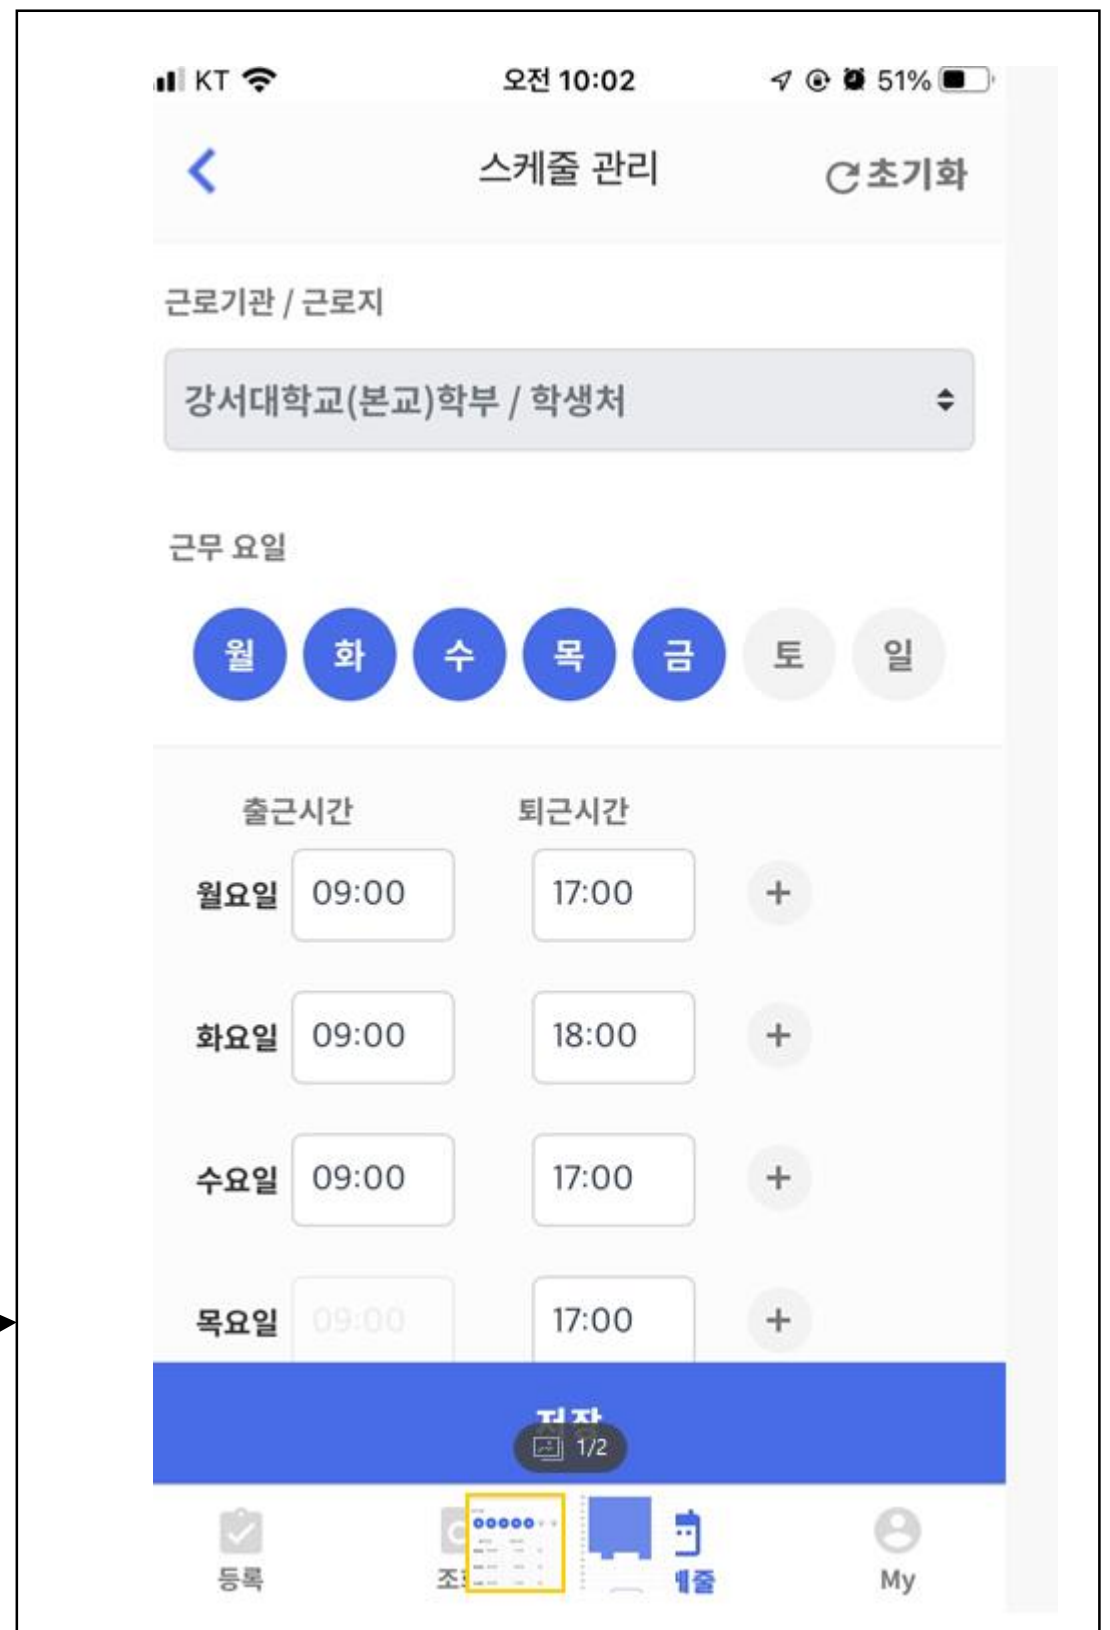 KT 오전 10:02 51%
스케줄 관리 초기화
근로기관 / 근로지
강서대학교(본교)학부 / 학생처
근무 요일
월 화 수 목 금 토 일
출근시간 퇴근시간
월요일 09:00 17:00 +
화요일 09:00 18:00 +
수요일 09:00 17:00 +
목요일 09:00 17:00 +
저장
1/2
등록 My